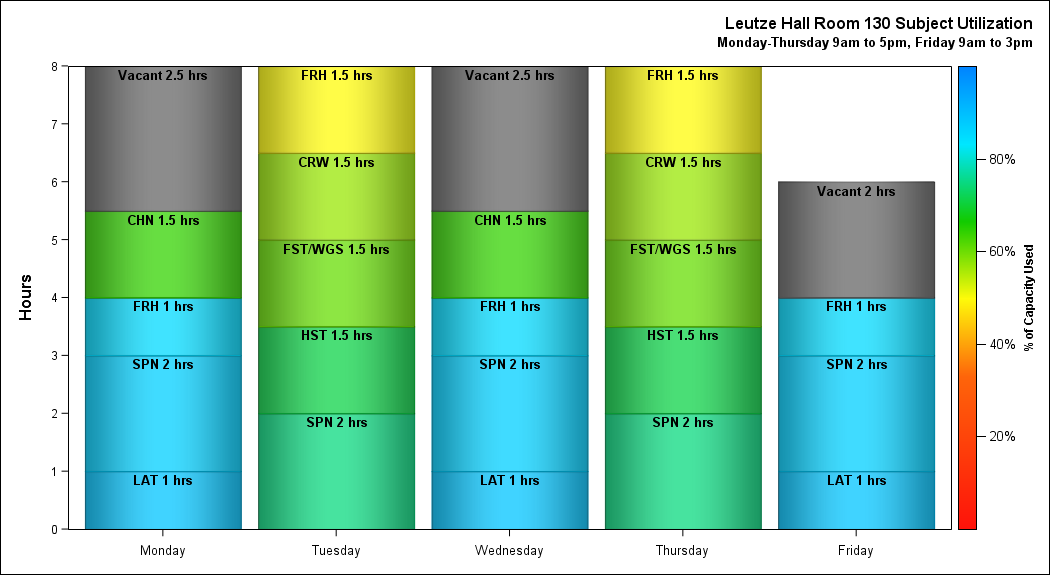 Leutze Hall Room 130 Subject Utilization
Monday-Thursday 9am to 5pm, Friday 9am to 3pm
Hours
8
7
6
5
4
3
2
1
0
Vacant 2.5 hrs
CHN 1.5 hrs
FRH 1 hrs
SPN 2 hrs
LAT 1 hrs
Monday
FRH 1.5 hrs
CRW 1.5 hrs
FST/WGS 1.5 hrs
HST 1.5 hrs
SPN 2 hrs
Tuesday
Vacant 2.5 hrs
CHN 1.5 hrs
FRH 1 hrs
SPN 2 hrs
LAT 1 hrs
Wednesday
FRH 1.5 hrs
CRW 1.5 hrs
FST/WGS 1.5 hrs
HST 1.5 hrs
SPN 2 hrs
Thursday
Vacant 2 hrs
FRH 1 hrs
SPN 2 hrs
LAT 1 hrs
Friday
80%
60%
40%
20%
% of Capacity Used